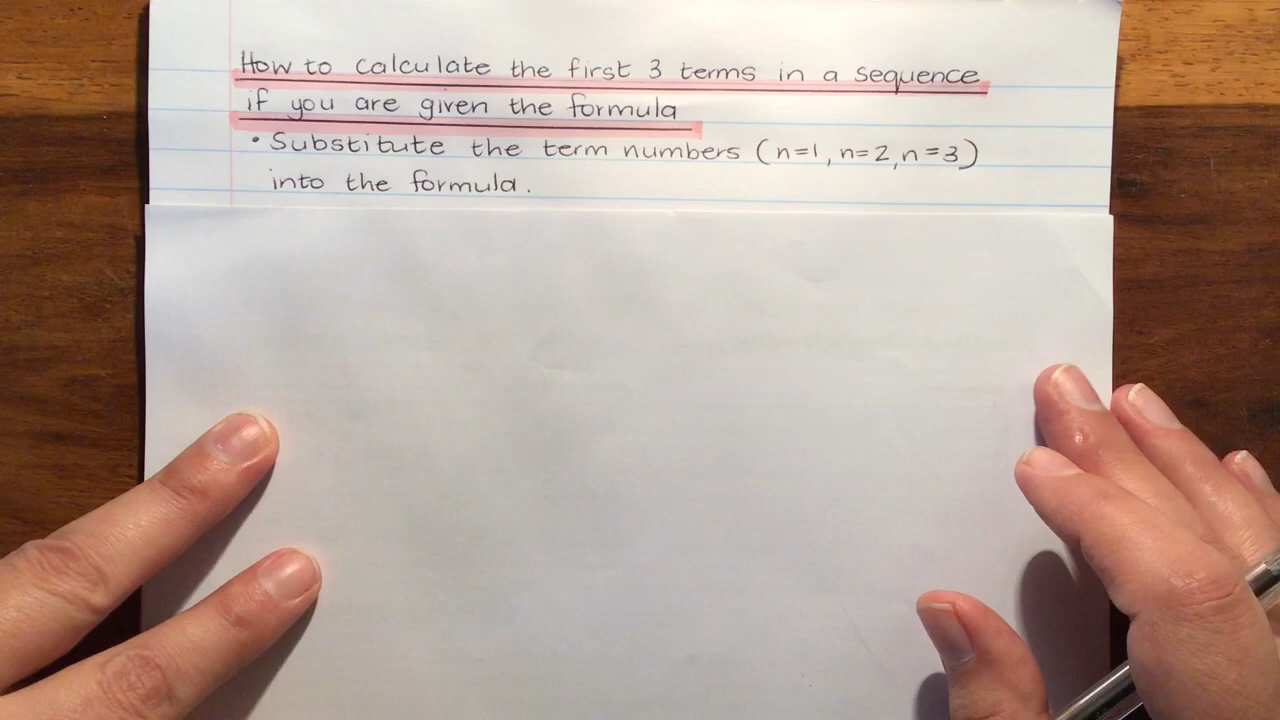 How to calculate the first 3 terms in a sequence
if you are given the formula
• Substitute the term numbers (n=1, n=2, n=3)
into the formula.